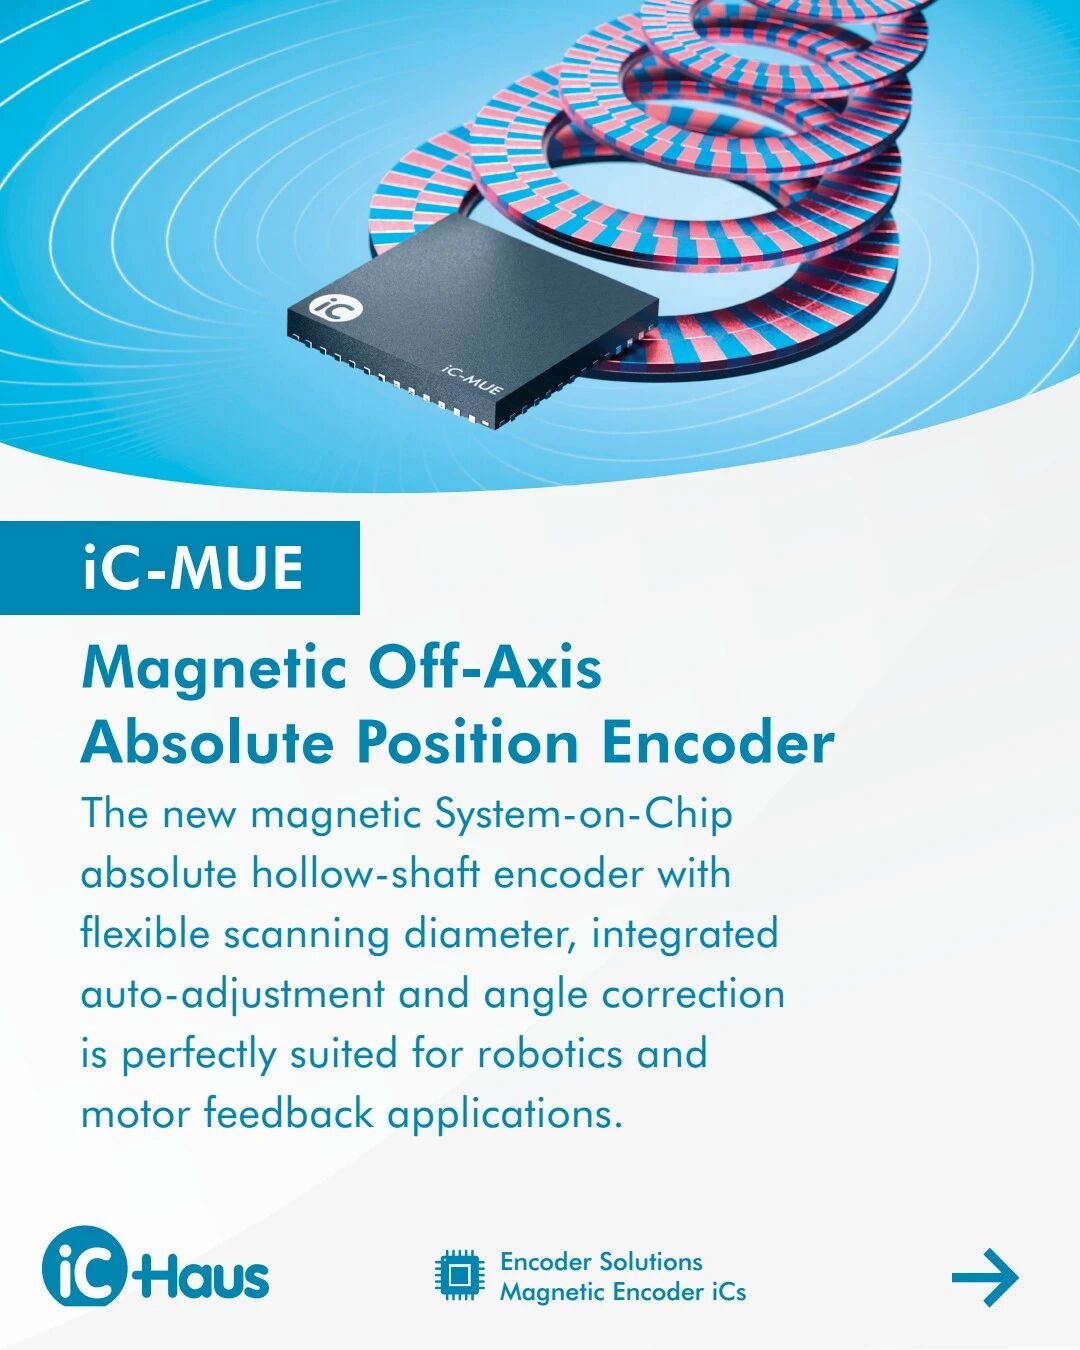 iC
iC-MUE
iC-MUE
Magnetic Off-Axis
Absolute Position Encoder
The new magnetic System-on-Chip
absolute hollow-shaft encoder with
flexible scanning diameter, integrated
auto-adjustment and angle correction
is perfectly suited for robotics and
motor feedback applications.
iC Haus
Encoder Solutions
Magnetic Encoder iCs